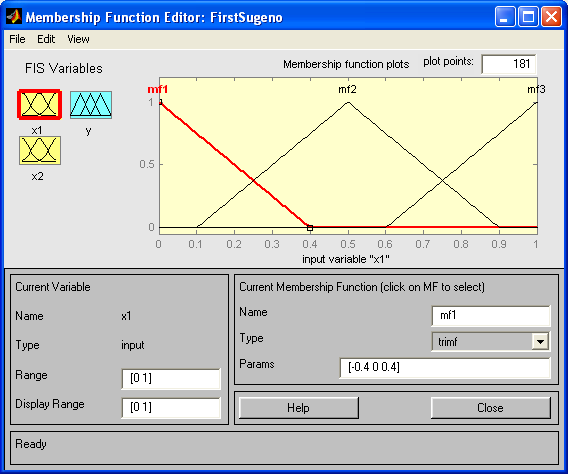 Membership Function Editor: FirstSugeno
File Edit View
FIS Variables
x1
y
x2
Membership function plots
plot points: 181
mf1 mf2 mf3
1
0.5
0
0 0.1 0.2 0.3 0.4 0.5 0.6 0.7 0.8 0.9 1
input variable "x1"
Current Variable
Name x1
Type input
Range [0 1]
Display Range [0 1]
Current Membership Function (click on MF to select)
Name mf1
Type trimf
Params [-0.4 0 0.4]
Help Close
Ready